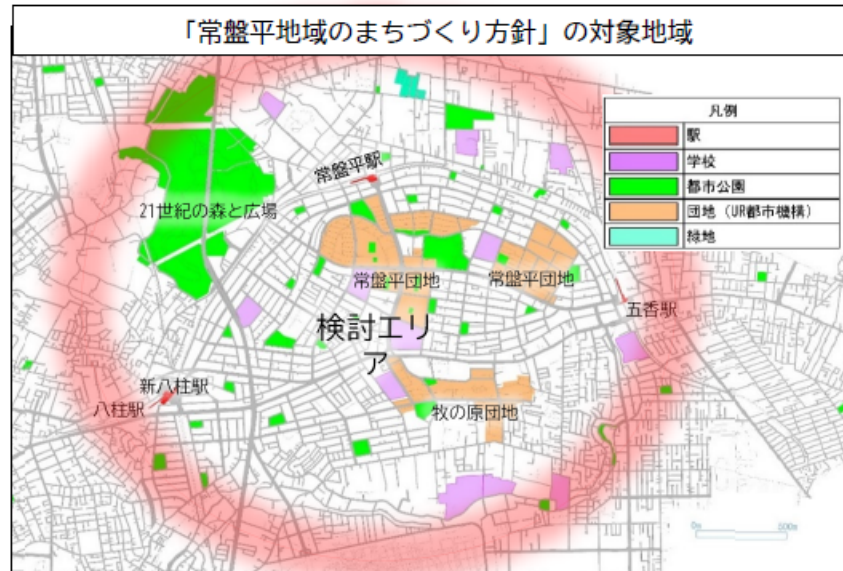 「常盤平地域のまちづくり方針」の対象地域
凡例
駅
学校
都市公園
団地（UR都市機構）
緑地
常盤平駅
21世紀の森と広場
常盤平団地
常盤平団地
五香駅
検討エリ
ア
新八柱駅
八柱駅
牧の原団地
0m
500m